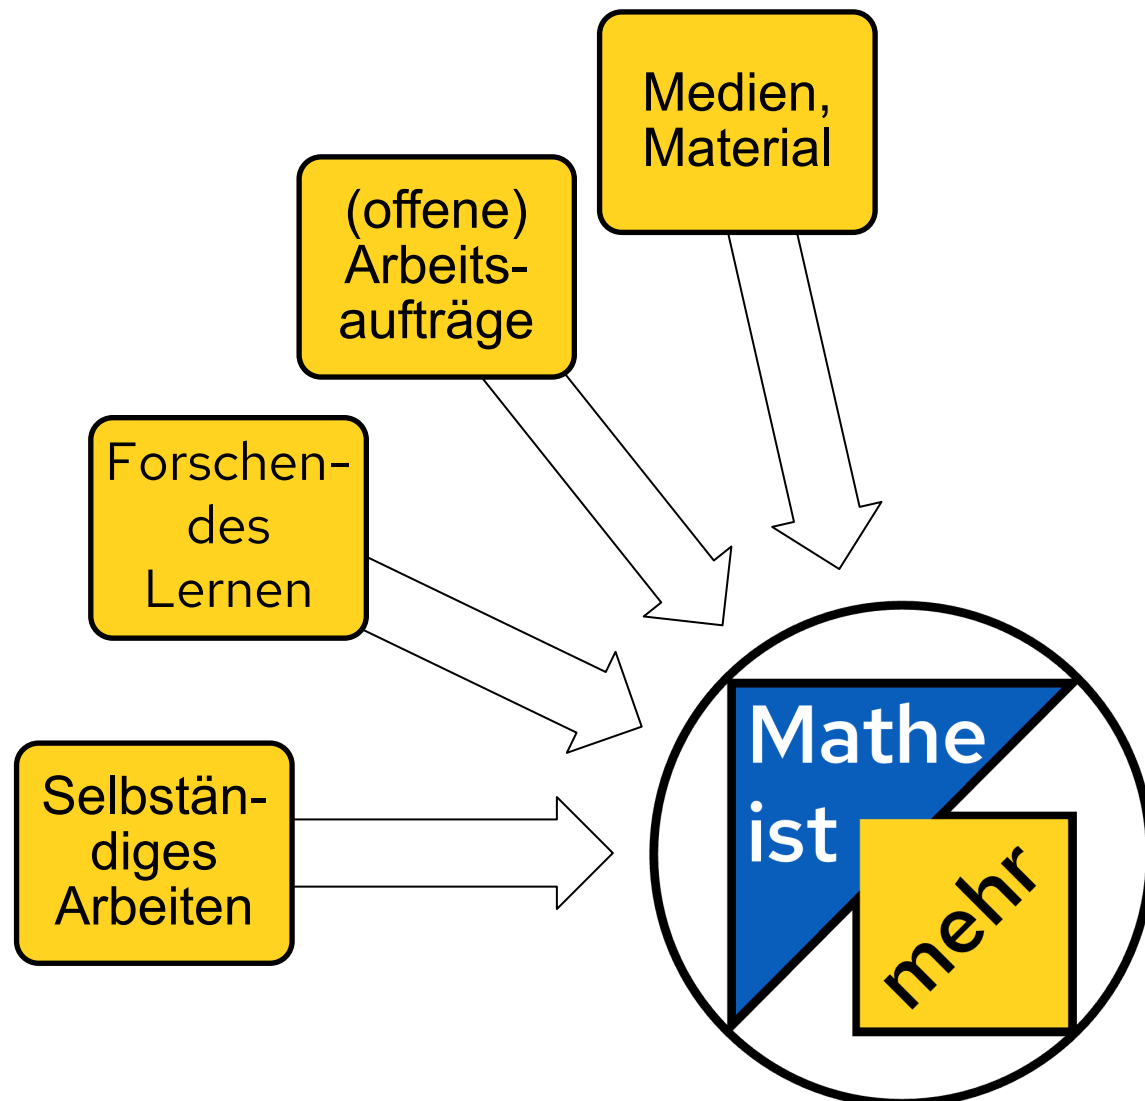 Medien,
Material
(offene)
Arbeits-
aufträge
Forschen-
des
Lernen
Selbstän-
diges
Arbeiten
Mathe
ist
mehr